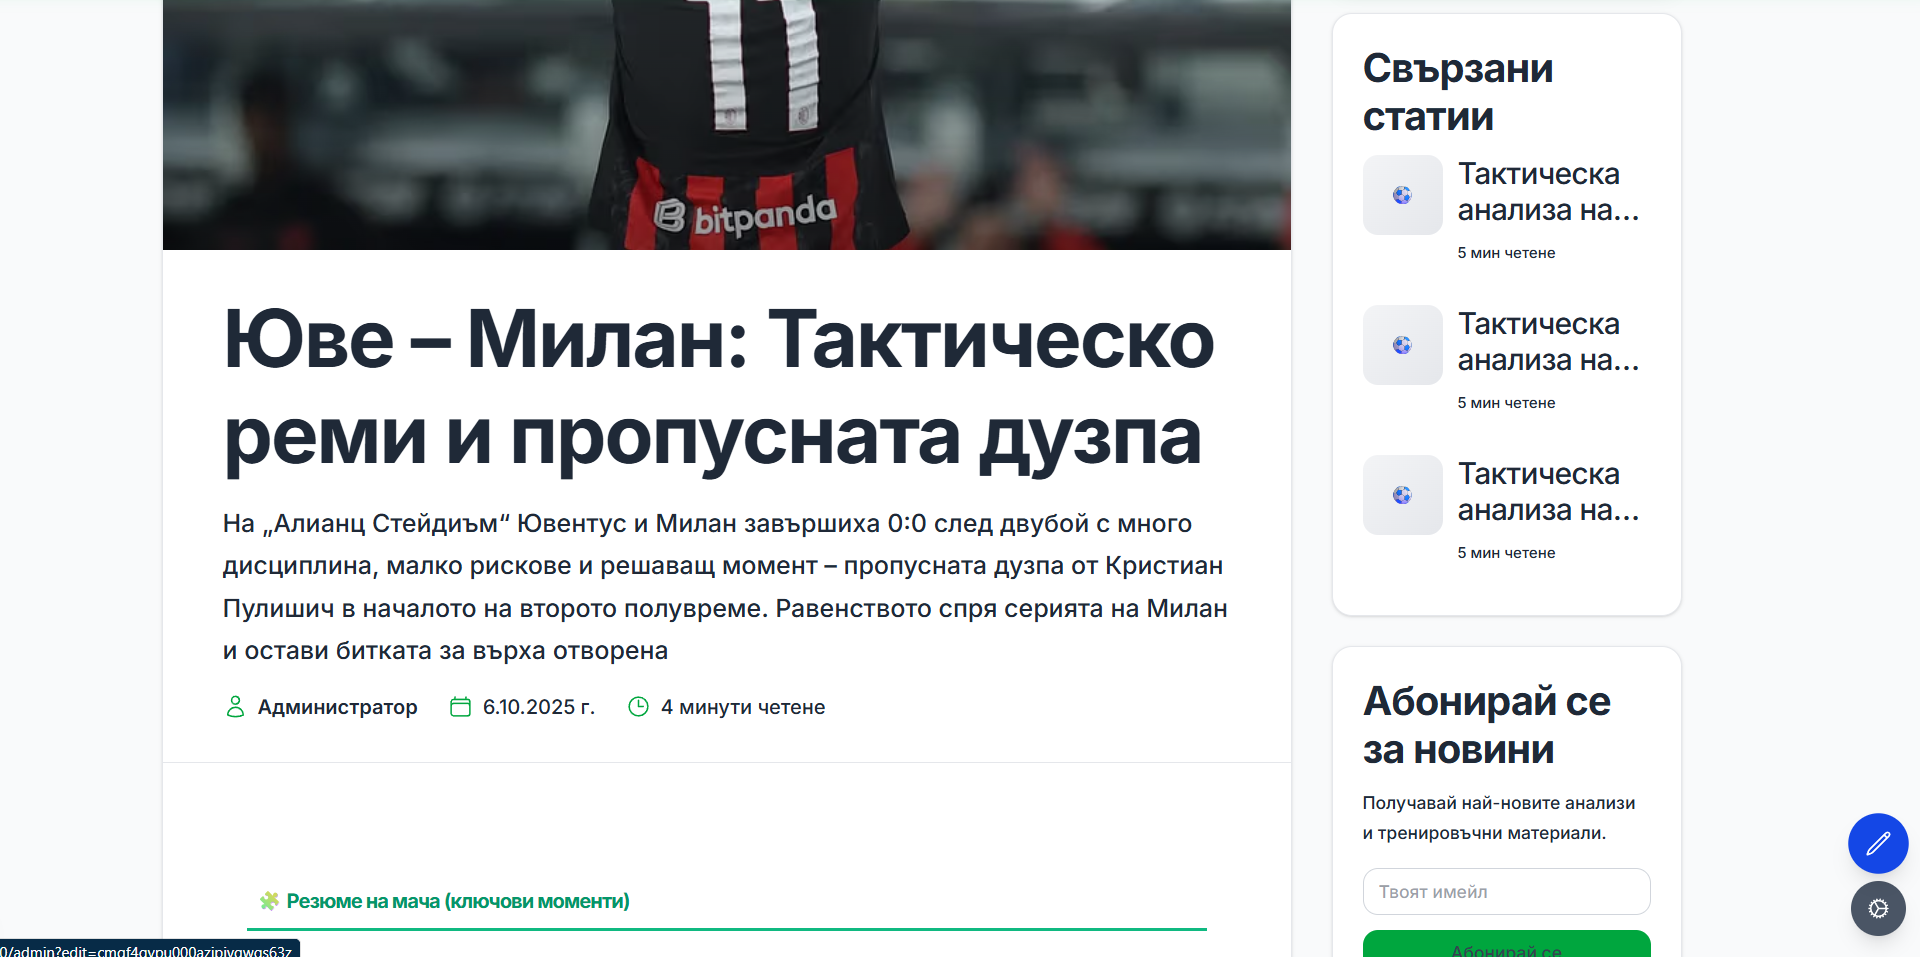 11
bitpanda
Юве – Милан: Тактическо
реми и пропусната дузпа
На „Алианц Стейдиъм“ Ювентус и Милан завършиха 0:0 след двубой с много
дисциплина, малко рискове и решаващ момент – пропусната дузпа от Кристиан
Пулишич в началото на второто полувреме. Равенството спря серията на Милан
и остави битката за върха отворена
Администратор 6.10.2025 г. 4 минути четене
Резюме на мача (ключови моменти)
Свързани
статии
Тактическа
анализа на...
5 мин четене
Тактическа
анализа на...
5 мин четене
Тактическа
анализа на...
5 мин четене
Абонирай се
за новини
Получавай най-новите анализи
и тренировъчни материали.
Твоят имейл
Абонирай се